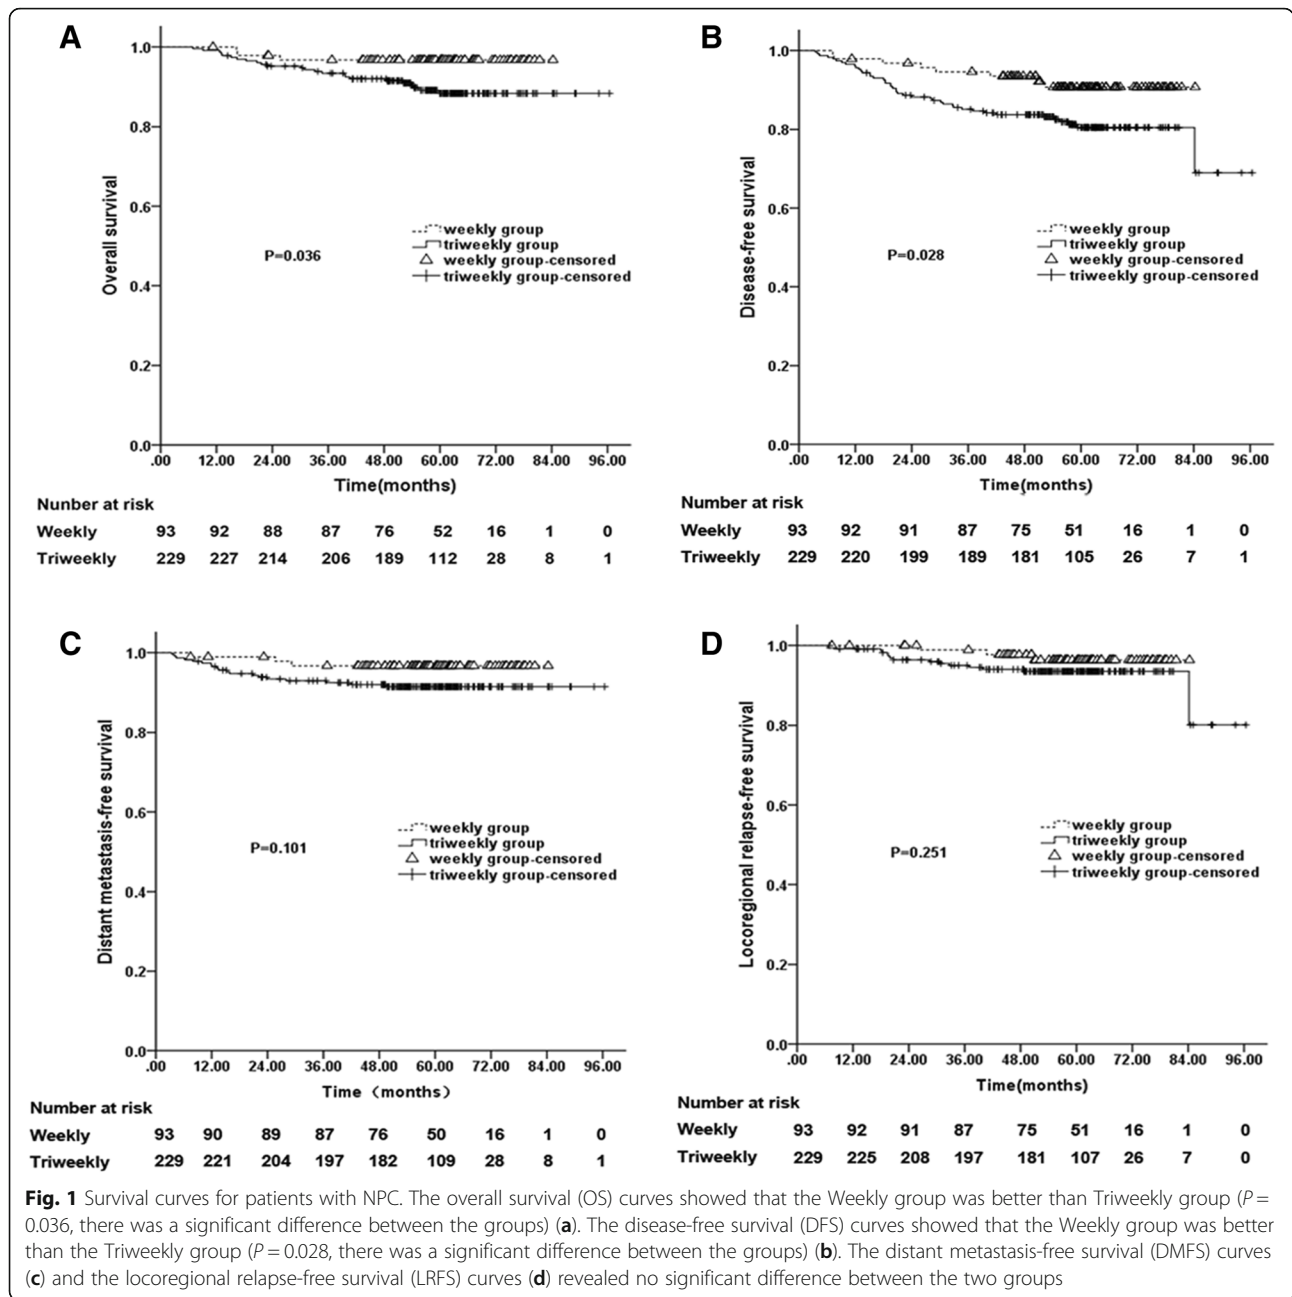 A
1.0
0.8
0.6
0.4
0.2
0.0
Overall survival
P=0.036
weekly group
triweekly group
weekly group-censored
triweekly group-censored
.00 12.00 24.00 36.00 48.00 60.00 72.00 84.00 96.00
Time(months)
Nunber at risk
Weekly 93 92 88 87 76 52 16 1 0
Triweekly 229 227 214 206 189 112 28 8 1
B
1.0
0.8
0.6
0.4
0.2
0.0
Disease-free survival
P=0.028
weekly group
triweekly group
weekly group-censored
triweekly group-censored
.00 12.00 24.00 36.00 48.00 60.00 72.00 84.00 96.00
Time(months)
Number at risk
Weekly 93 92 91 87 75 51 16 1 0
Triweekly 229 220 199 189 181 105 26 7 1
C
1.0
0.8
0.6
0.4
0.2
0.0
Distant metastasis-free survival
P=0.101
weekly group
triweekly group
weekly group-censored
triweekly group-censored
.00 12.00 24.00 36.00 48.00 60.00 72.00 84.00 96.00
Time（months）
Number at risk
Weekly 93 90 89 87 76 50 16 1 0
Triweekly 229 221 204 197 182 109 28 8 1
D
1.0
0.8
0.6
0.4
0.2
0.0
Locoregional relapse-free survival
P=0.251
weekly group
triweekly group
weekly group-censored
triweekly group-censored
.00 12.00 24.00 36.00 48.00 60.00 72.00 84.00 96.00
Time(months)
Number at risk
Weekly 93 92 91 87 75 51 16 1 0
Triweekly 229 225 208 197 181 107 26 7 0
Fig. 1 Survival curves for patients with NPC. The overall survival (OS) curves showed that the Weekly group was better than Triweekly group (P =
0.036, there was a significant difference between the groups) (a). The disease-free survival (DFS) curves showed that the Weekly group was better
than the Triweekly group (P = 0.028, there was a significant difference between the groups) (b). The distant metastasis-free survival (DMFS) curves
(c) and the locoregional relapse-free survival (LRFS) curves (d) revealed no significant difference between the two groups